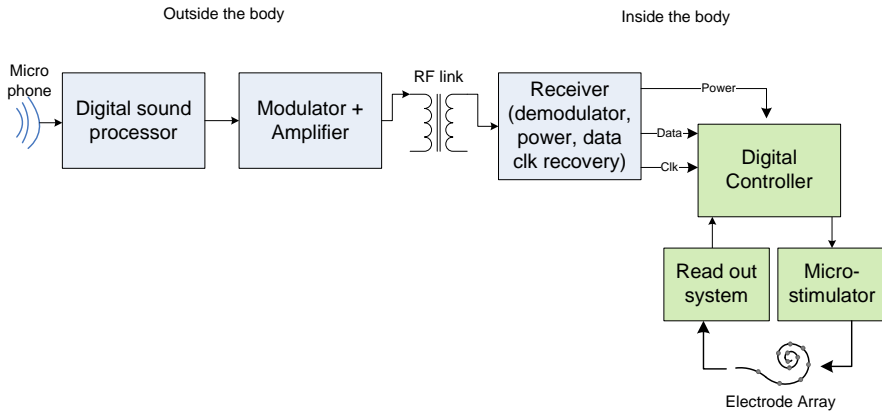 Outside the body
Inside the body
Micro
phone
Digital sound
processor
Modulator +
Amplifier
RF link
Receiver
(demodulator,
power, data
clk recovery)
Power
Data
Clk
Digital
Controller
Read out
system
Micro-
stimulator
Electrode Array